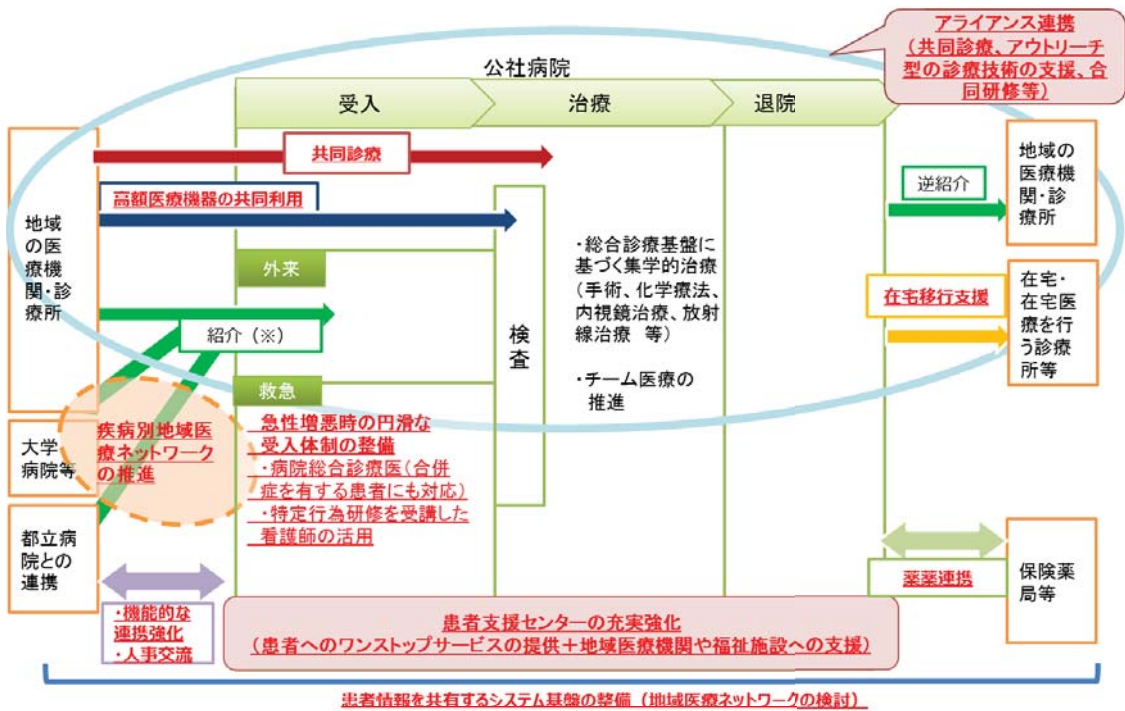 アライアンス連携
（共同診療、アウトリーチ
型の診療技術の支援、合
同研修等）
公社病院
受入
治療
退院
共同診療
高額医療機器の共同利用
地域
の医
療機
関・診
療所
外来
紹介（※）
救急
検査
・総合診療基盤に
基づく集学的治療
（手術、化学療法、
内視鏡治療、放射
線治療　等）
・チーム医療の
推進
逆紹介
地域の
医療機
関・診
療所
在宅移行支援
在宅・
在宅医
療を行
う診療
所等
大学
病院等
疾病別地域医
療ネットワーク
の推進
急性増悪時の円滑な
受入体制の整備
・病院総合診療医（合併
症を有する患者にも対応）
・特定行為研修を受講した
看護師の活用
都立病
院との
連携
・機能的な
連携強化
・人事交流
薬薬連携
保険薬
局等
患者支援センターの充実強化
（患者へのワンストップサービスの提供＋地域医療機関や福祉施設への支援）
患者情報を共有するシステム基盤の整備（地域医療ネットワークの検討）